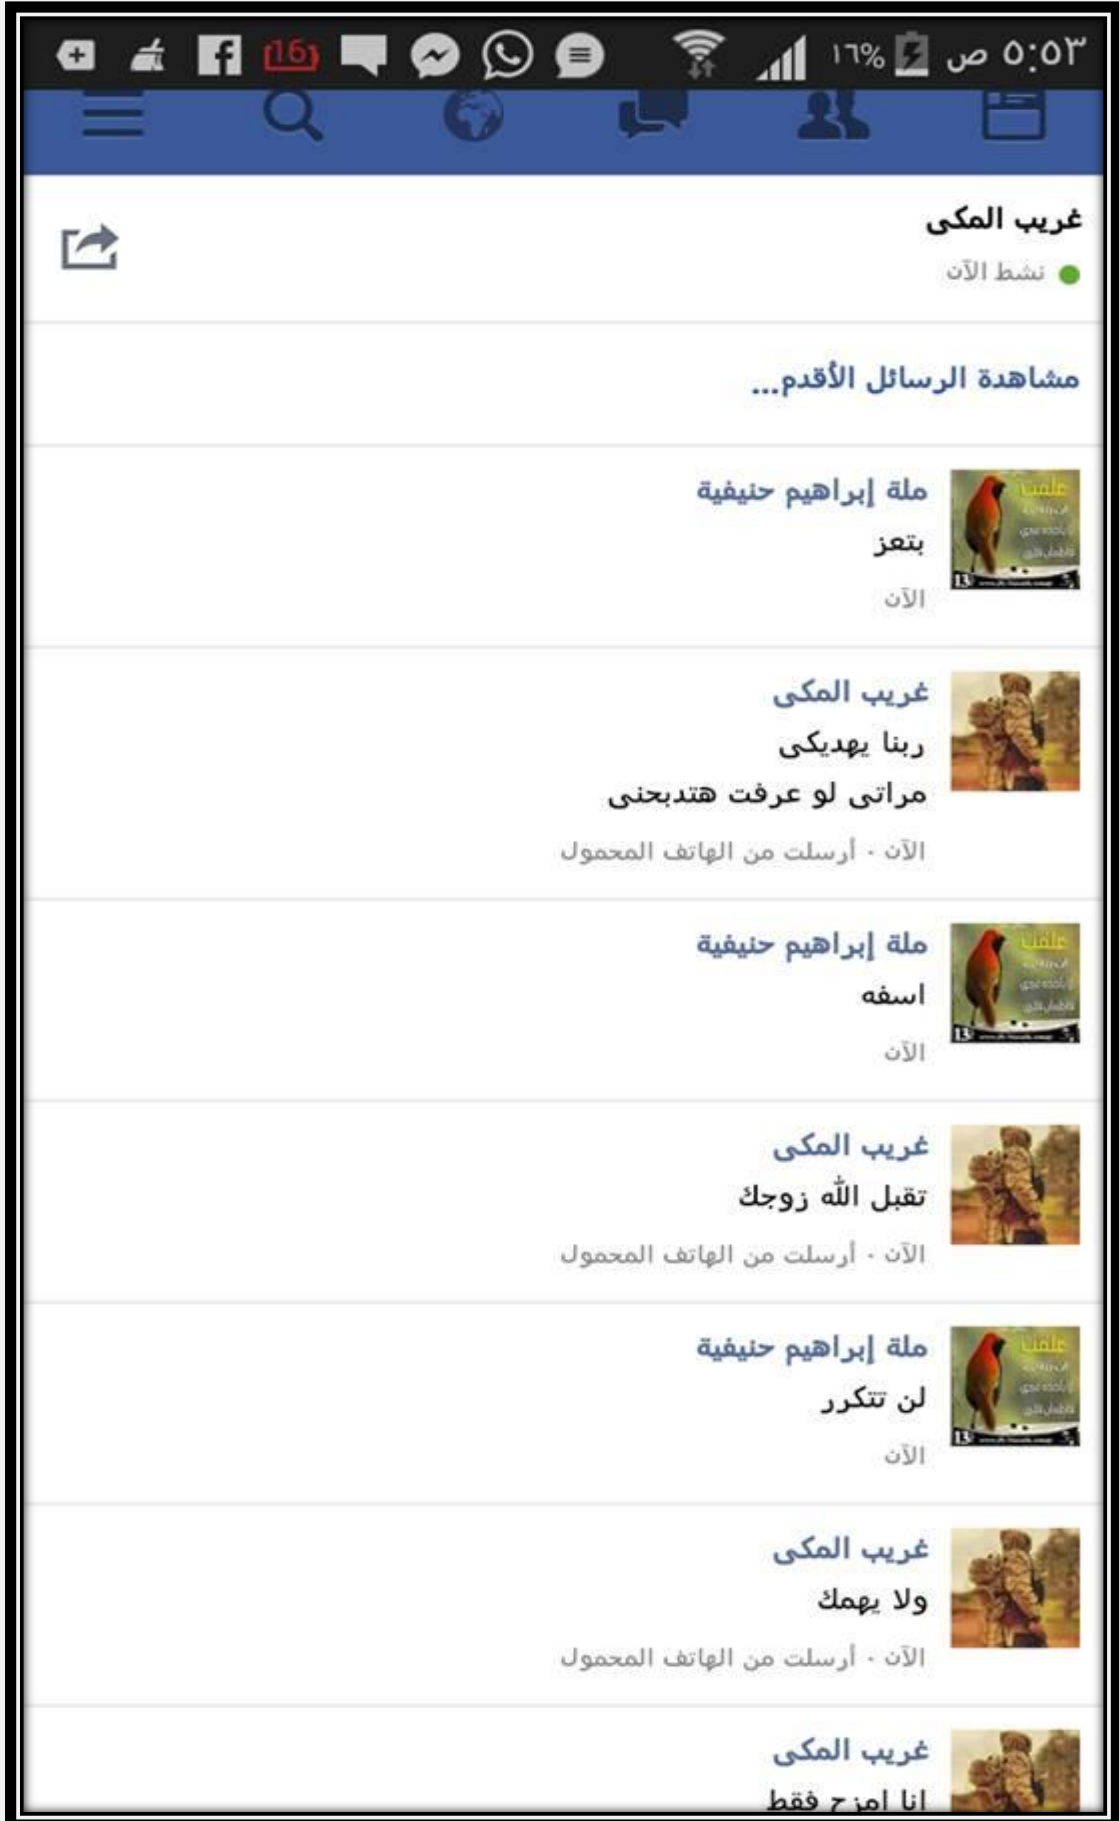 ٥:٥٣ ص
١٦%
16
غريب المكى
نشط الآن
مشاهدة الرسائل الأقدم...
ملة إبراهيم حنيفية
بتعز
الآن
غريب المكى
ربنا يهديكى
مراتى لو عرفت هتدبحنى
الآن · أرسلت من الهاتف المحمول
ملة إبراهيم حنيفية
اسفه
الآن
غريب المكى
تقبل الله زوجك
الآن · أرسلت من الهاتف المحمول
ملة إبراهيم حنيفية
لن تتكرر
الآن
غريب المكى
ولا يهمك
الآن · أرسلت من الهاتف المحمول
غريب المكى
انا امزح فقط